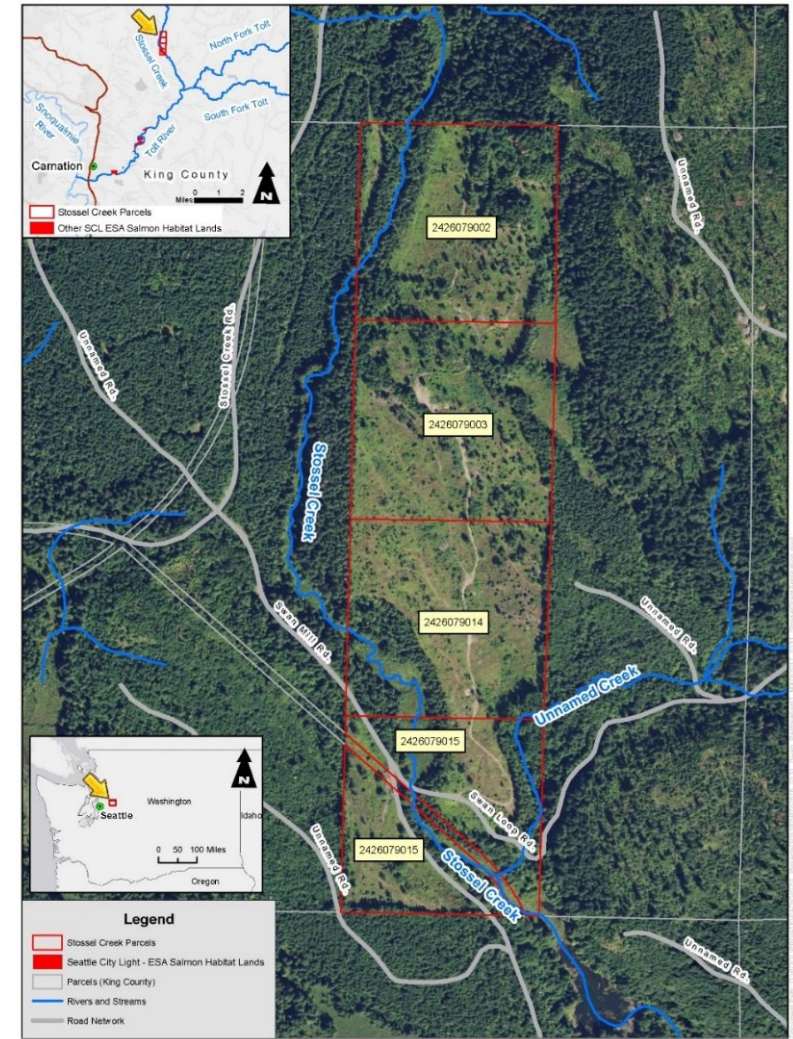 North Fork Tolt
Stossel Creek
South Fork Tolt
Snoqualmie
River
Tolt River
Carnation
King County
Miles 0 1 2
N
Stossel Creek Parcels
Other SCL ESA Salmon Habitat Lands
Unnamed Rd.
2426079002
Unnamed Rd.
Stossel Creek Rd.
2426079003
Stossel Creek
Swan Mill Rd.
2426079014
Unnamed Rd.
Unnamed Creek
2426079015
Swan Loop Rd.
2426079015
Stossel Creek
Unnamed Rd.
Unnamed Rd.
N
Washington
Seattle
Idaho
0 50 100 Miles
Oregon
Legend
Stossel Creek Parcels
Seattle City Light - ESA Salmon Habitat Lands
Parcels (King County)
Rivers and Streams
Road Network